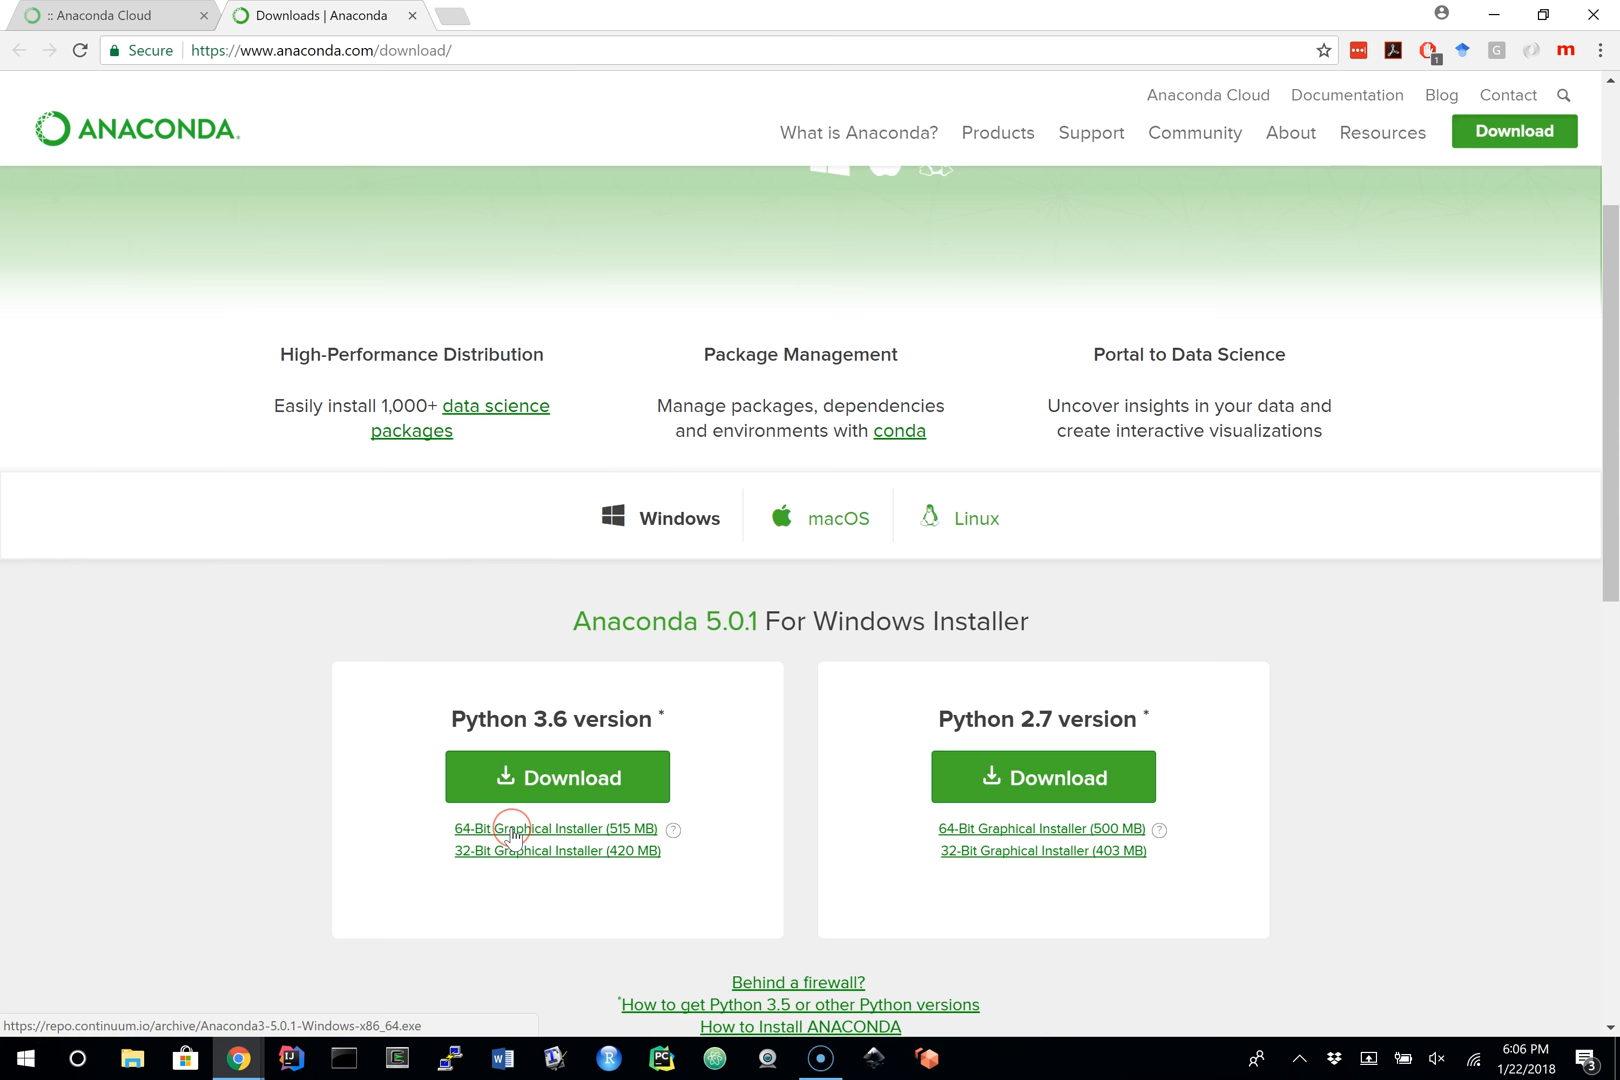 :: Anaconda Cloud
Downloads | Anaconda
Secure
https://www.anaconda.com/download/
1
G
m
Anaconda Cloud
Documentation
Blog
Contact
ANACONDA.
What is Anaconda?
Products
Support
Community
About
Resources
Download
High-Performance Distribution
Easily install 1,000+ data science
packages
Package Management
Manage packages, dependencies
and environments with conda
Portal to Data Science
Uncover insights in your data and
create interactive visualizations
Windows
macOS
Linux
Anaconda 5.0.1 For Windows Installer
Python 3.6 version *
Download
64-Bit Graphical Installer (515 MB) ?
32-Bit Graphical Installer (420 MB)
Python 2.7 version *
Download
64-Bit Graphical Installer (500 MB) ?
32-Bit Graphical Installer (403 MB)
Behind a firewall?
*How to get Python 3.5 or other Python versions
How to Install ANACONDA
https://repo.continuum.io/archive/Anaconda3-5.0.1-Windows-x86_64.exe
IJ
W
R
PC
6:06 PM
1/22/2018
3